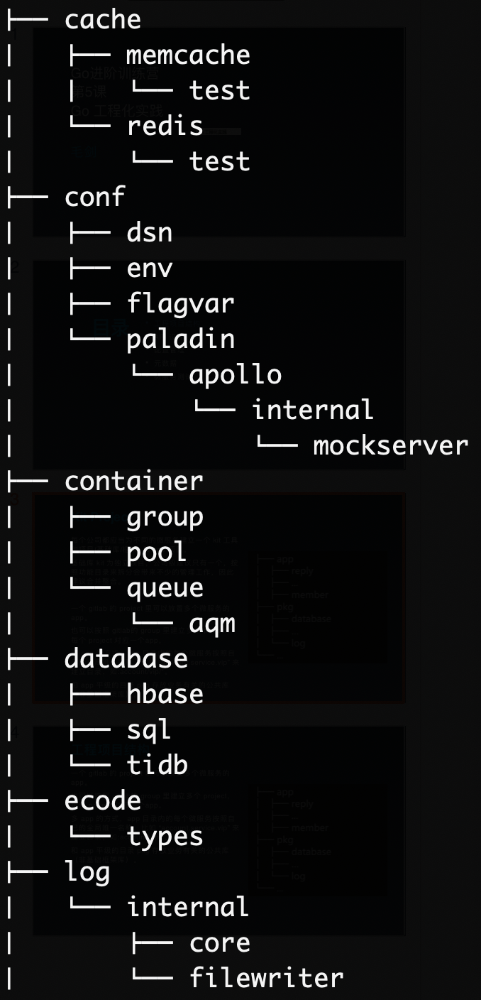 ├── cache
│   ├── memcache
│   │   └── test
│   └── redis
│       └── test
├── conf
│   ├── dsn
│   ├── env
│   ├── flagvar
│   └── paladin
│       └── apollo
│           └── internal
│               └── mockserver
├── container
│   ├── group
│   ├── pool
│   └── queue
│       └── aqm
├── database
│   ├── hbase
│   ├── sql
│   └── tidb
├── ecode
│   └── types
├── log
│   └── internal
│       ├── core
│       └── filewriter